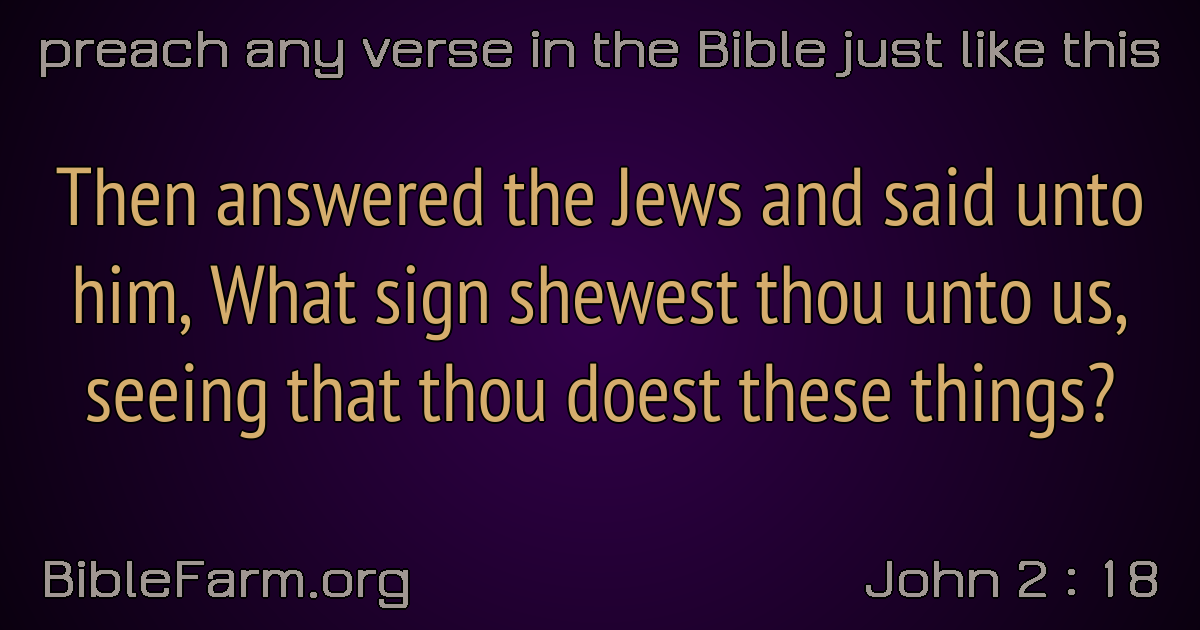 preach any verse in the Bible just like this
Then answered the Jews and said unto
him, What sign shewest thou unto us,
seeing that thou doest these things?
BibleFarm.org
John 2 : 18